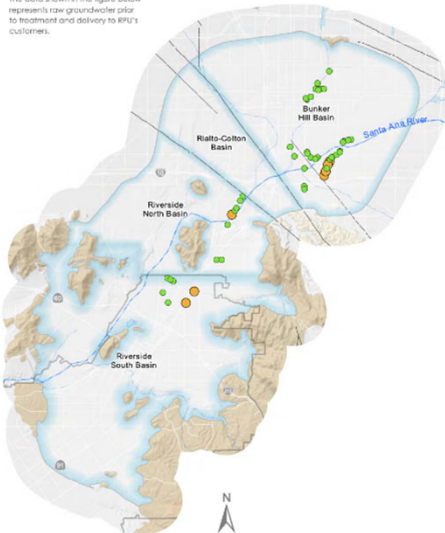 The data shown in the figure below
represents raw groundwater prior
to treatment and delivery to RPU's
customers.
Bunker
Hill Basin
Santa Ana River
Rialto-Colton
Basin
Riverside
North Basin
Riverside
South Basin
N